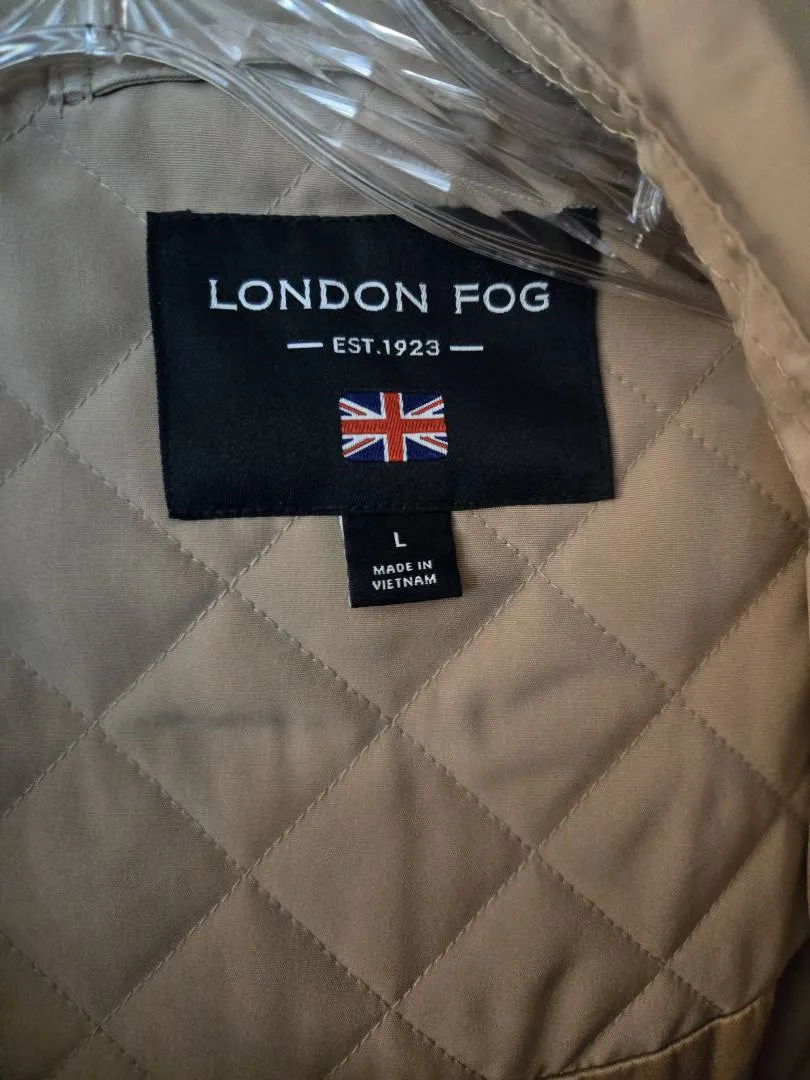 LONDON FOG
EST.1923
L
MADE IN
VIETNAM